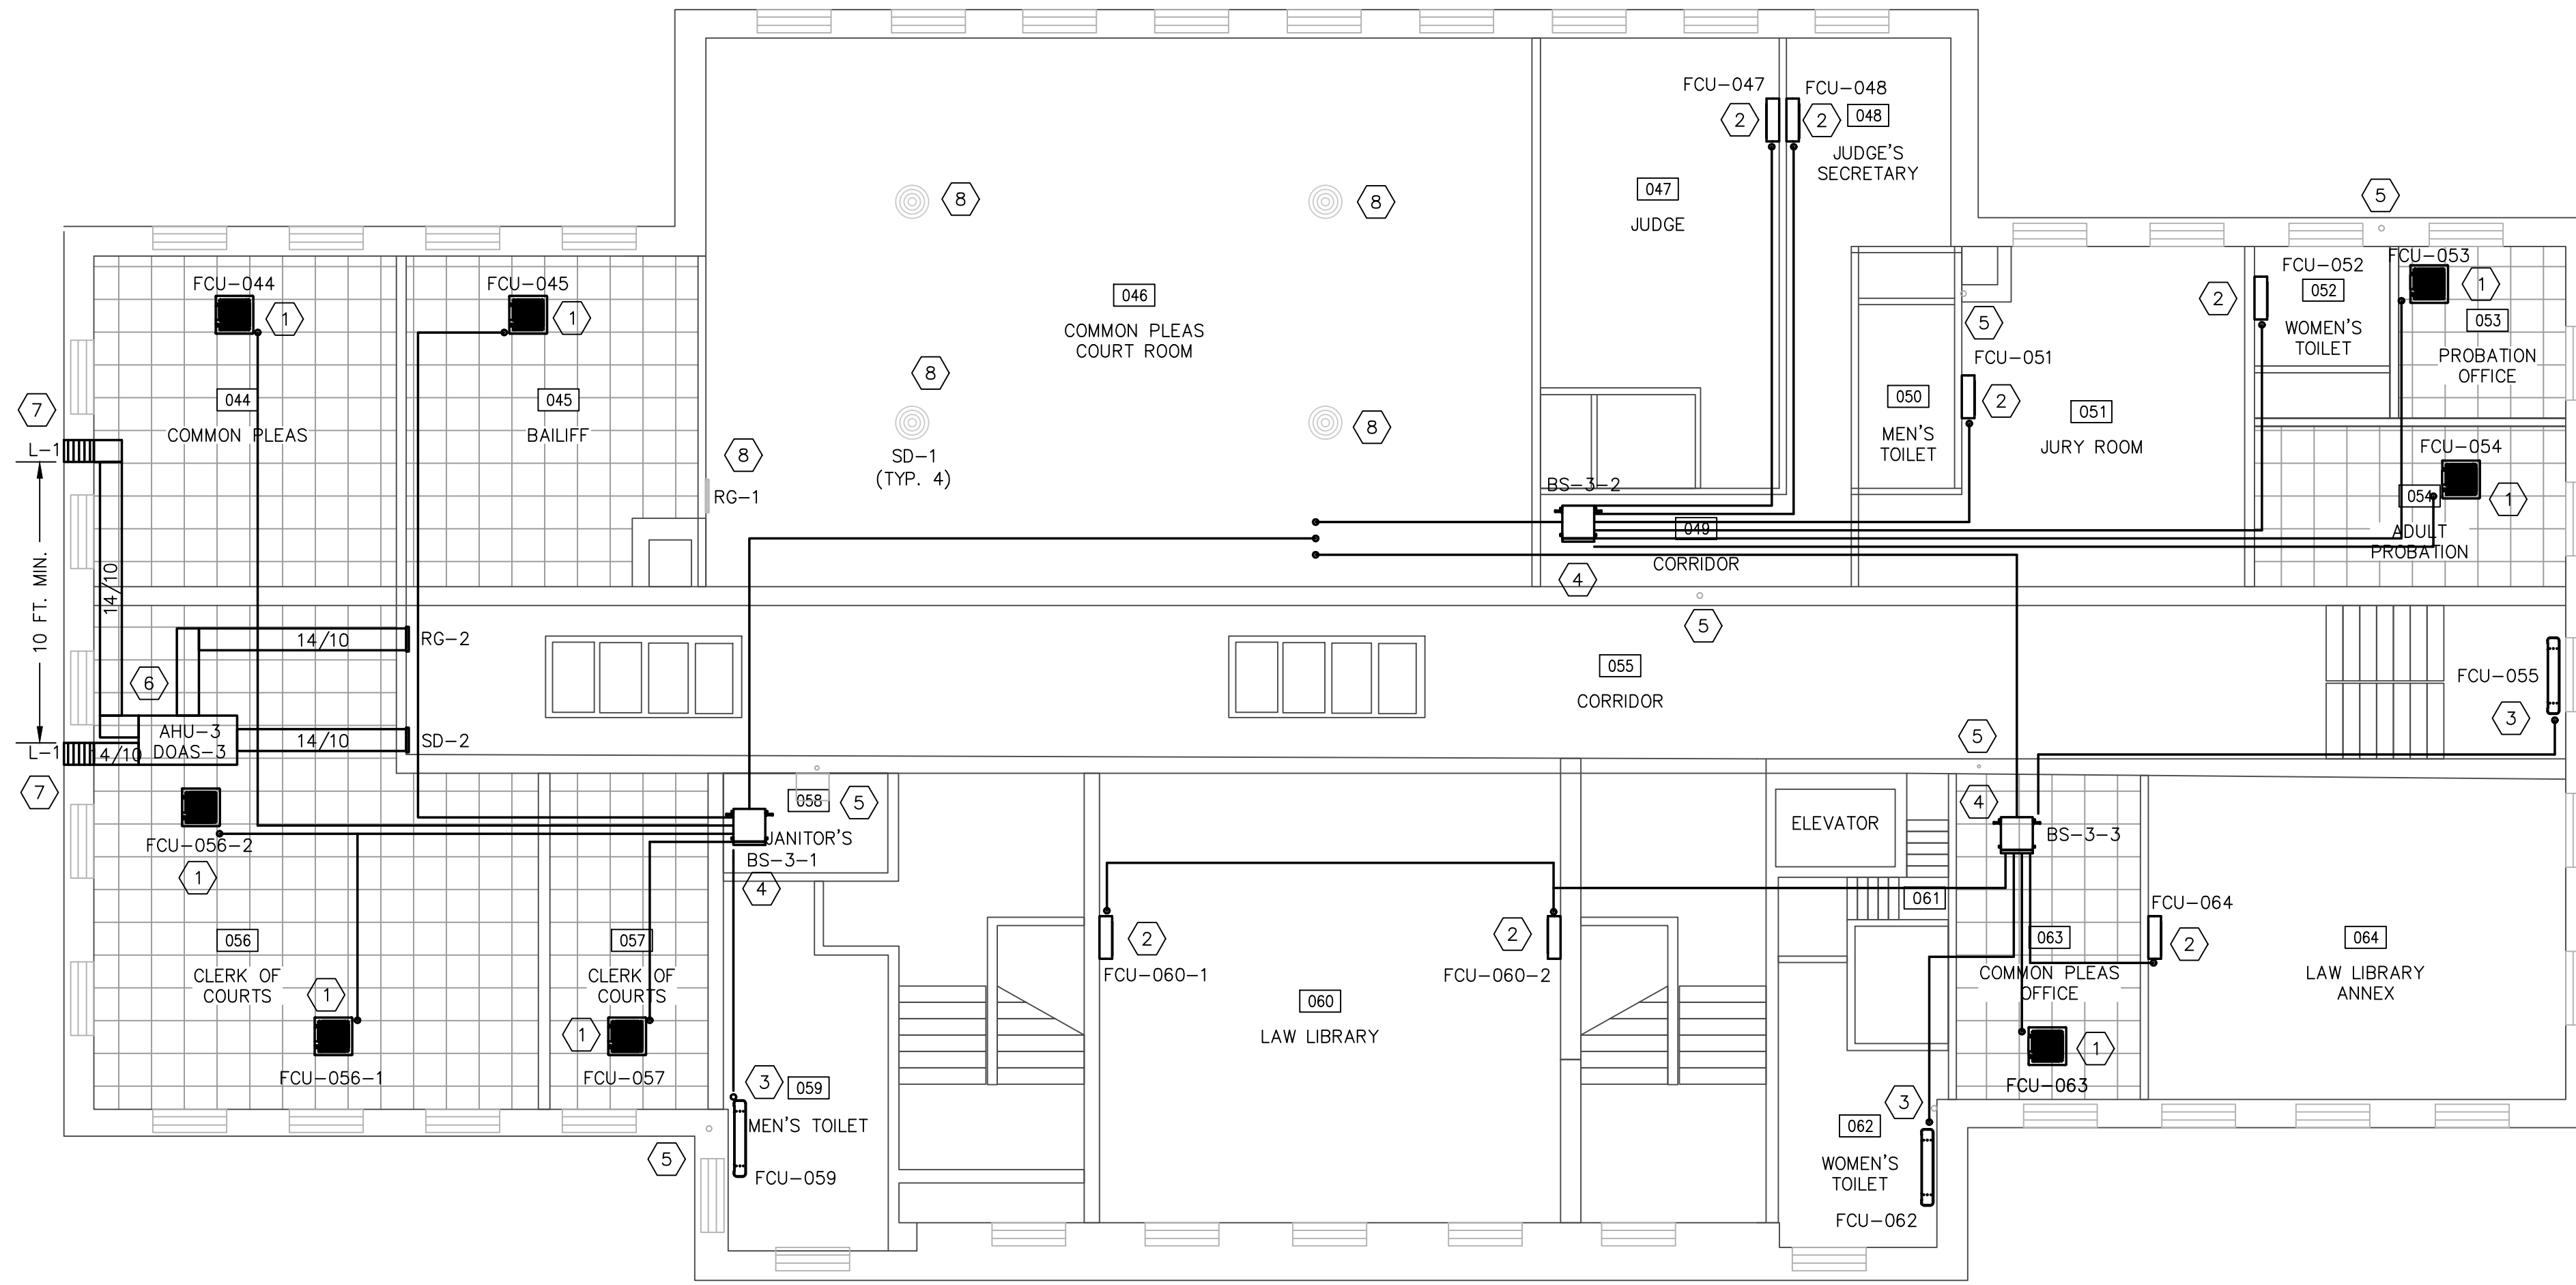 FCU-047
FCU-048
2
2
048
JUDGE'S
SECRETARY
047
JUDGE
8
8
5
FCU-044
FCU-045
1
1
046
COMMON PLEAS
COURT ROOM
FCU-052
052
WOMEN'S
TOILET
2
FCU-053
1
053
PROBATION
OFFICE
5
FCU-051
2
050
MEN'S
TOILET
051
JURY ROOM
044
COMMON PLEAS
045
BAILIFF
7
L-1
8
8
8
SD-1
(TYP. 4)
RG-1
FCU-054
054
1
ADULT
PROBATION
BS-3-2
049
CORRIDOR
4
10 FT. MIN.
14/10
14/10
RG-2
5
055
CORRIDOR
FCU-055
3
6
AHU-3
DOAS-3
14/10
SD-2
L-1
14/10
7
5
FCU-056-2
1
058
5
JANITOR'S
BS-3-1
4
ELEVATOR
4
BS-3-3
061
FCU-064
2
056
CLERK OF
COURTS
1
FCU-056-1
057
CLERK OF
COURTS
1
FCU-057
2
FCU-060-1
2
FCU-060-2
060
LAW LIBRARY
063
COMMON PLEAS
OFFICE
1
FCU-063
064
LAW LIBRARY
ANNEX
3
059
MEN'S TOILET
FCU-059
5
3
062
WOMEN'S
TOILET
FCU-062